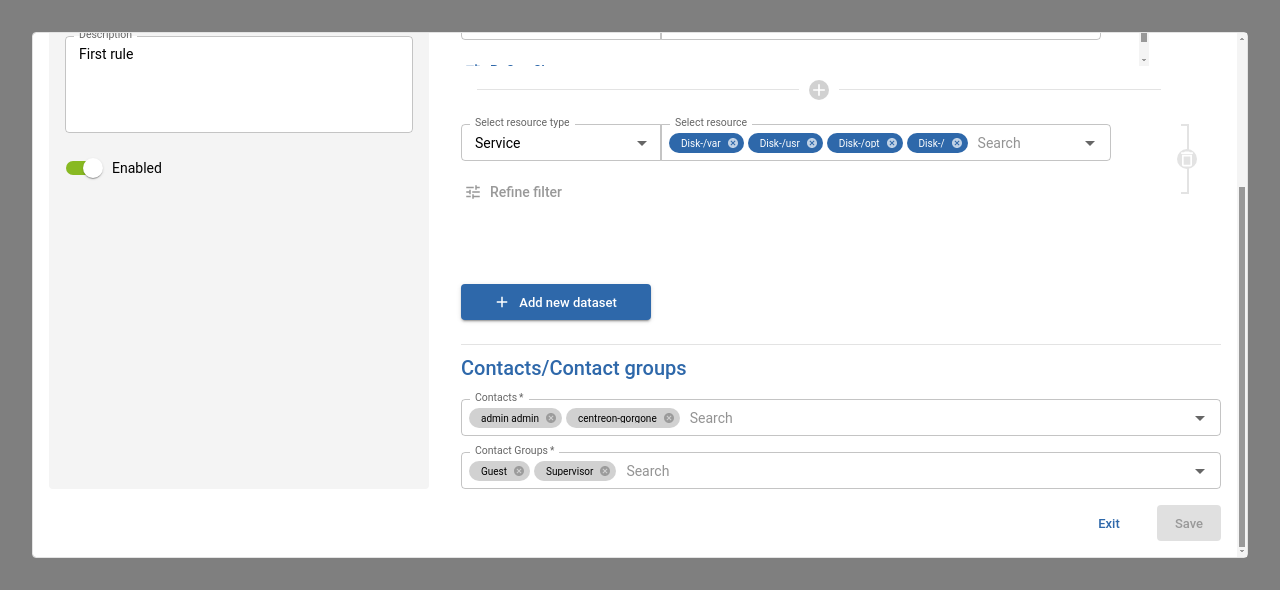 Description
First rule
Enabled
Select resource type
Service
Select resource
Disk-/var
Disk-/usr
Disk-/opt
Disk-/
Search
Refine filter
Add new dataset
Contacts/Contact groups
Contacts *
admin admin
centreon-gorgone
Search
Contact Groups *
Guest
Supervisor
Search
Exit
Save